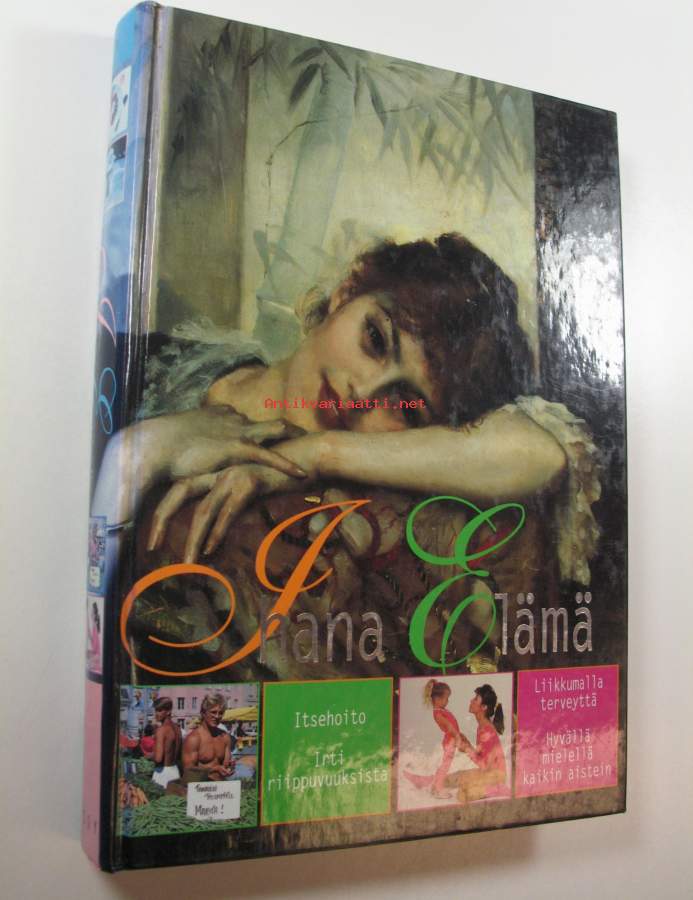 Antikvariaatti.net
Ihana Elämä
Itsehoito
Irti
riippuvuuksista
Liikkumalla
terveyttä
Hyvällä
mielellä
kaikin aistein
I
E